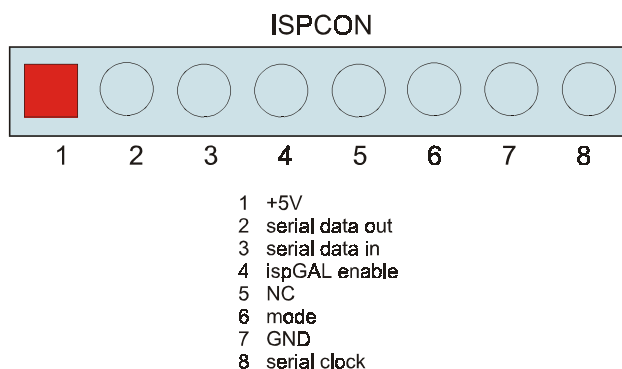 ISPCON
1 2 3 4 5 6 7 8
1 +5V
2 serial data out
3 serial data in
4 ispGAL enable
5 NC
6 mode
7 GND
8 serial clock